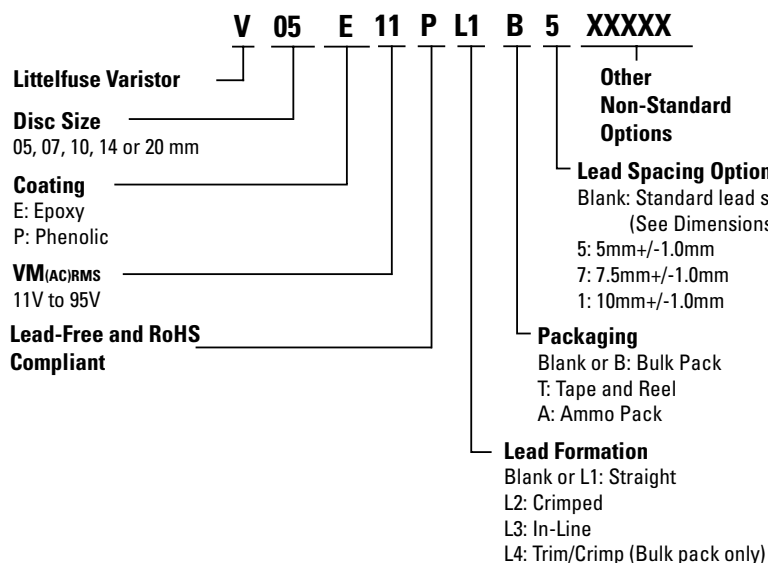 V 05 E 11 P L1 B 5 XXXXX
Littelfuse Varistor
Disc Size
05, 07, 10, 14 or 20 mm
Coating
E: Epoxy
P: Phenolic
VM(AC)RMS
11V to 95V
Lead-Free and RoHS
Compliant
Other
Non-Standard
Options
Lead Spacing Option
Blank: Standard lead
(See Dimensions
5: 5mm+/-1.0mm
7: 7.5mm+/-1.0mm
1: 10mm+/-1.0mm
Packaging
Blank or B: Bulk Pack
T: Tape and Reel
A: Ammo Pack
Lead Formation
Blank or L1: Straight
L2: Crimped
L3: In-Line
L4: Trim/Crimp (Bulk pack only)